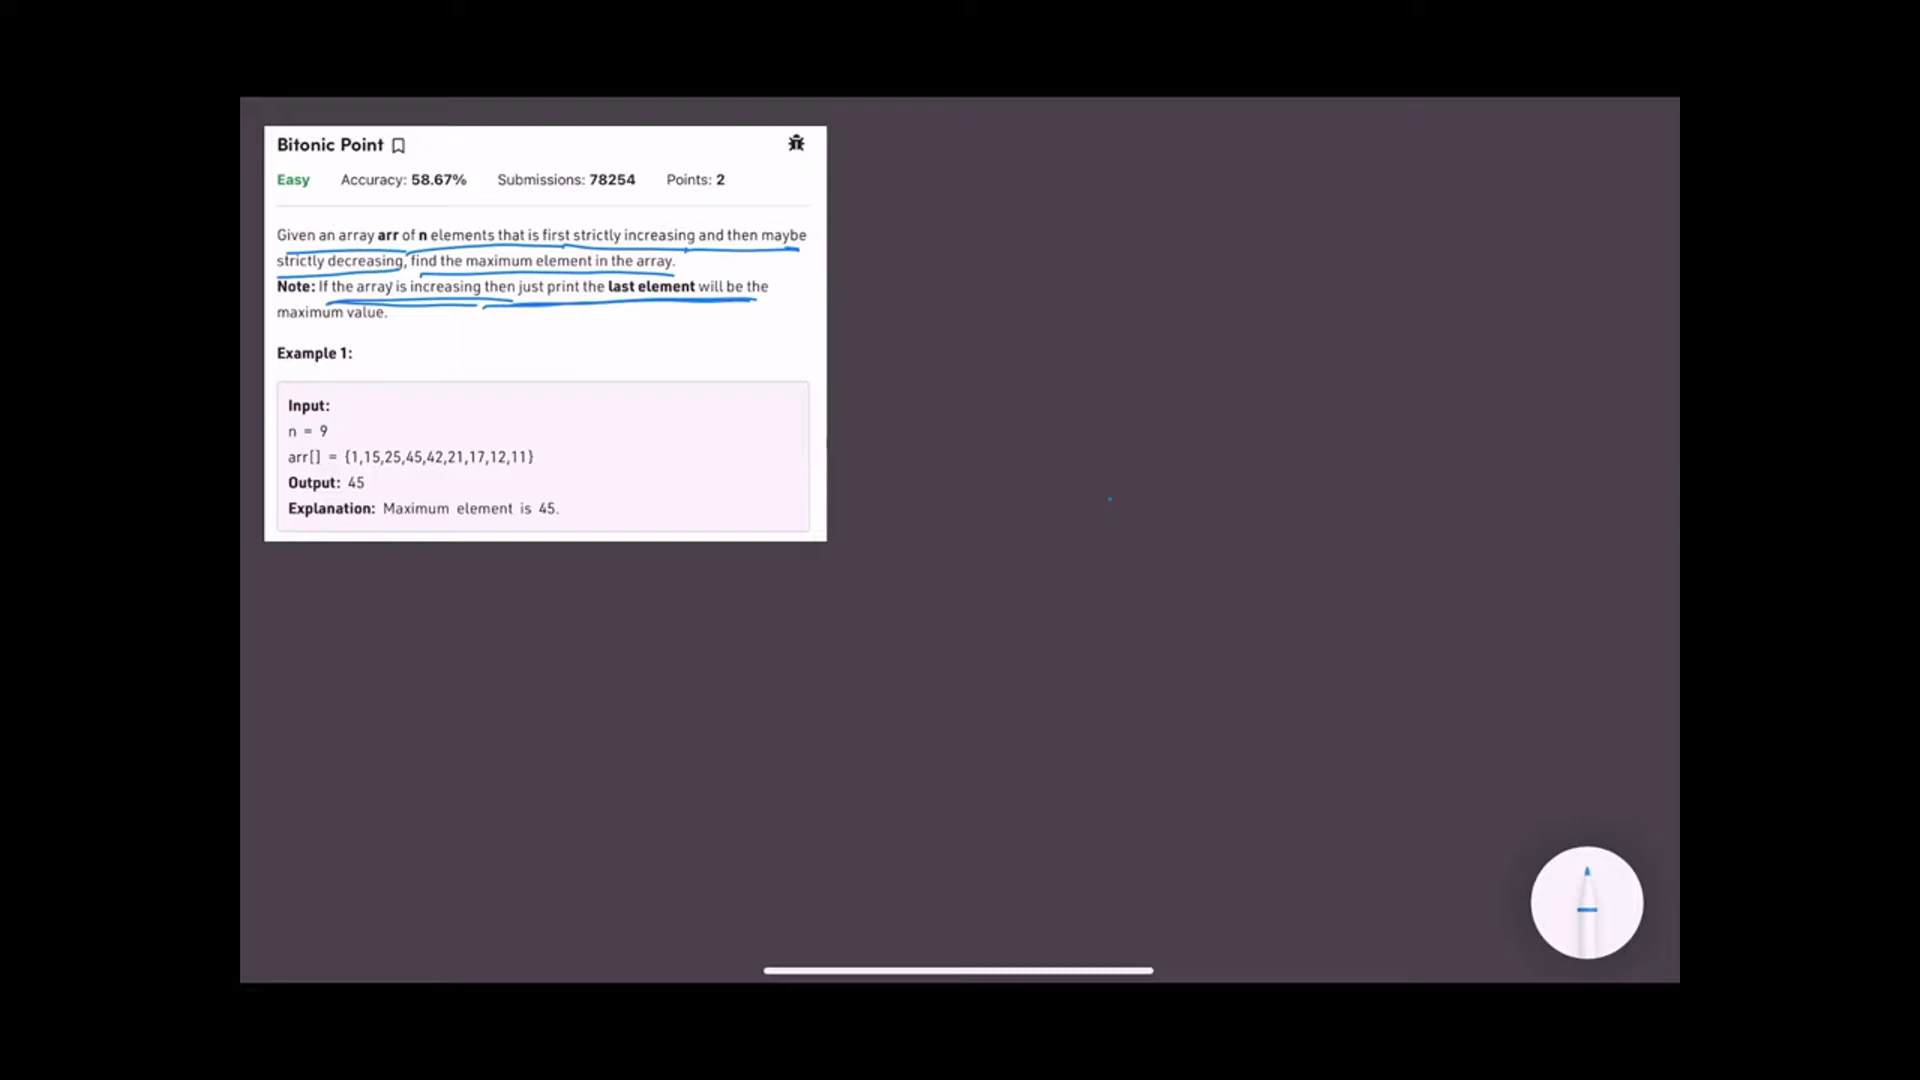 Bitonic Point
Easy Accuracy: 58.67% Submissions: 78254 Points: 2
Given an array arr of n elements that is first strictly increasing and then maybe
strictly decreasing, find the maximum element in the array.
Note: If the array is increasing then just print the last element will be the
maximum value.
Example 1:
Input:
n = 9
arr[] = {1,15,25,45,42,21,17,12,11}
Output: 45
Explanation: Maximum element is 45.